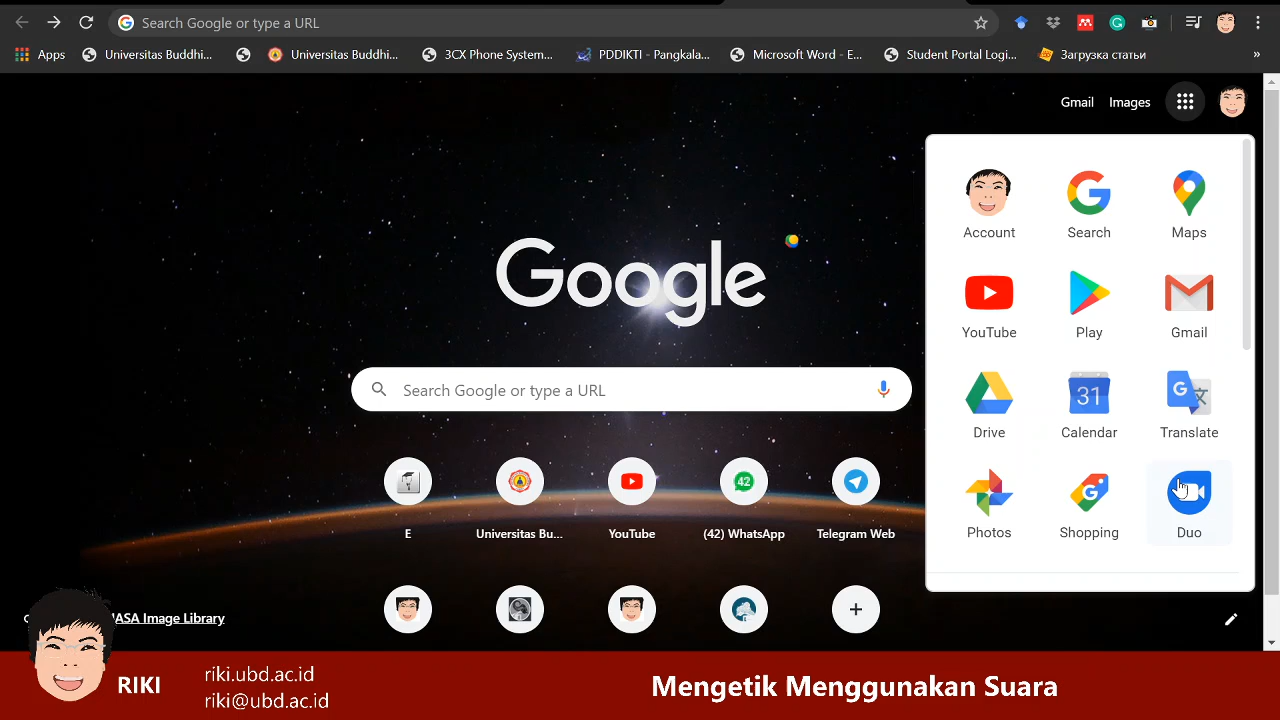 Search Google or type a URL
Apps
Universitas Buddhi...
Universitas Buddhi...
3CX Phone System...
PDDIKTI - Pangkala...
Microsoft Word - E...
Student Portal Logi...
Загрузка статьи
»
Gmail
Images
Google
Search Google or type a URL
Account
Search
Maps
YouTube
Play
Gmail
Drive
31
Calendar
Translate
Photos
Shopping
Duo
42
E
Universitas Bu...
YouTube
(42) WhatsApp
Telegram Web
Image Library
RIKI
riki.ubd.ac.id
riki@ubd.ac.id
Mengetik Menggunakan Suara